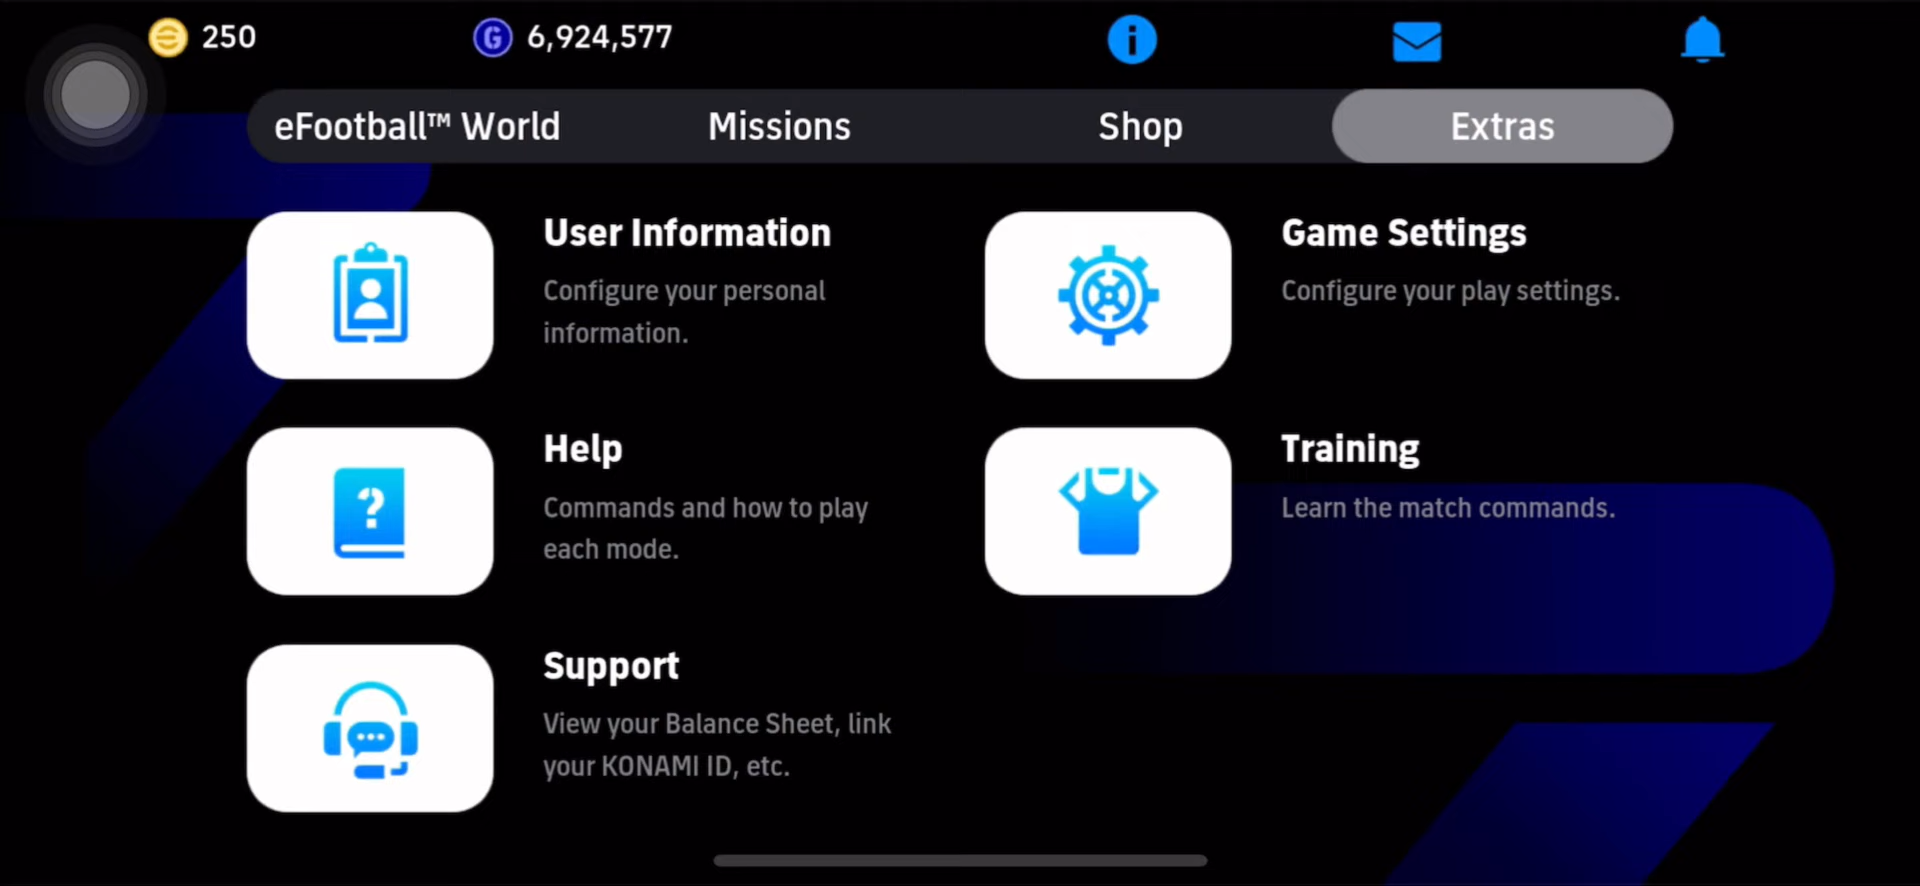 250
6,924,577
eFootball™ World
Missions
Shop
Extras
User Information
Configure your personal
information.
Game Settings
Configure your play settings.
Help
Commands and how to play
each mode.
Training
Learn the match commands.
Support
View your Balance Sheet, link
your KONAMI ID, etc.